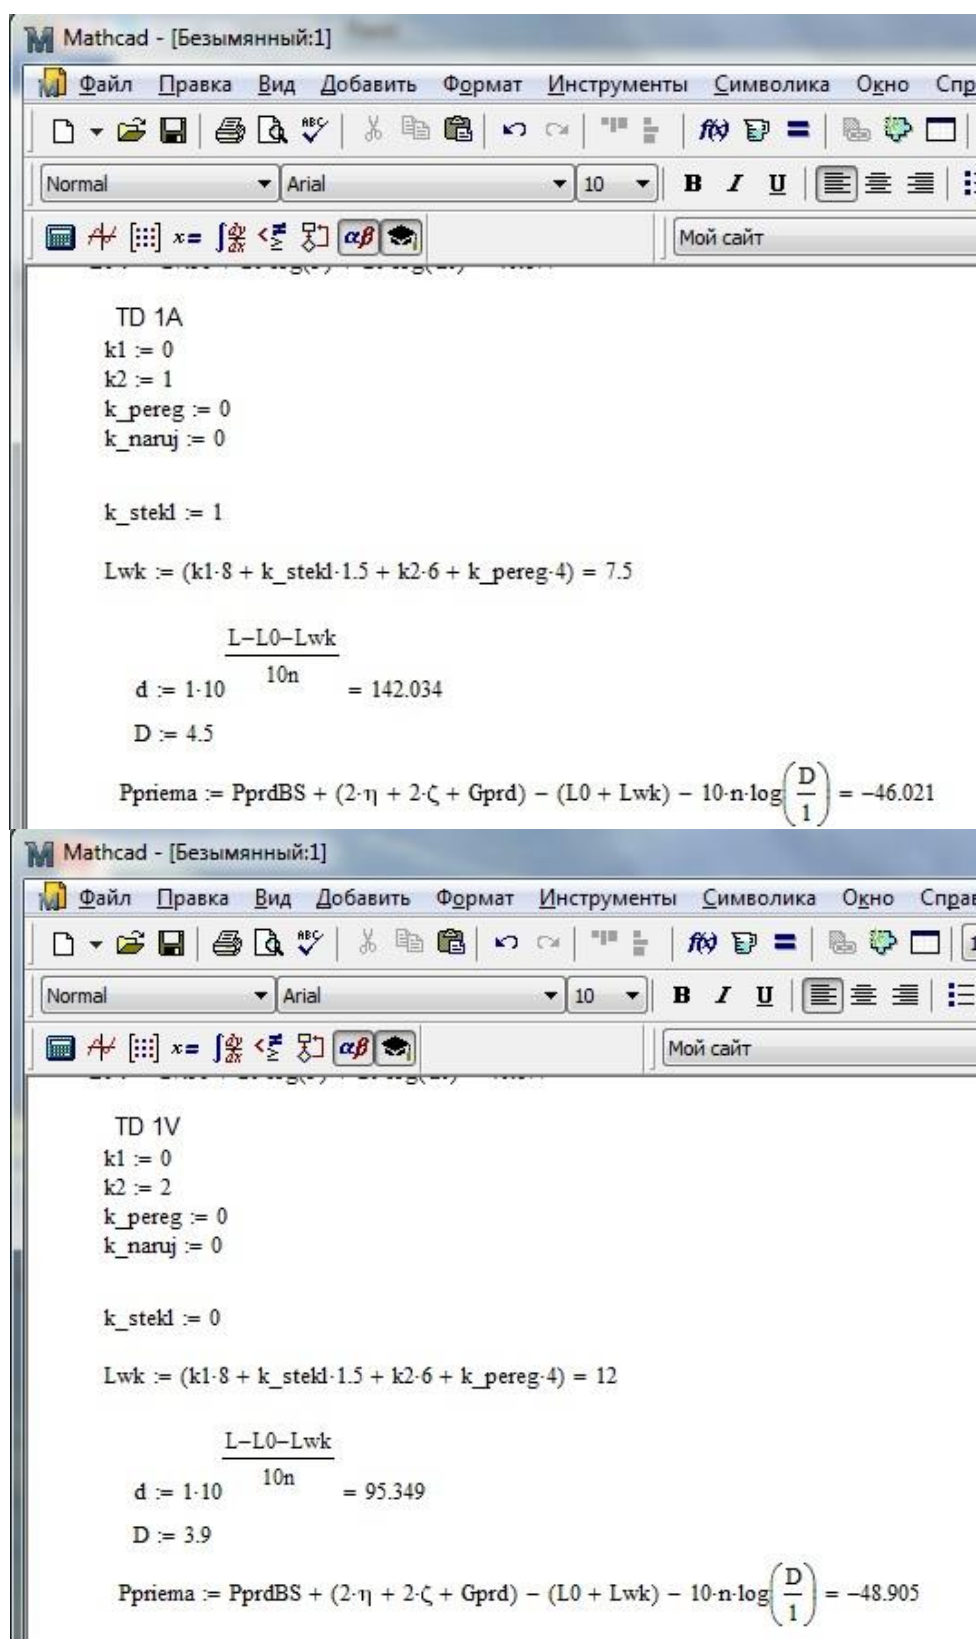 Mathcad - [Безымянный:1]
Файл Правка Вид Добавить Формат Инструменты Символика Окно Спр
Normal Arial 10 B I U
Мой сайт
TD 1A
k1 := 0
k2 := 1
k_pereg := 0
k_naruj := 0
k_stekl := 1
Lwk := (k1·8 + k_stekl·1.5 + k2·6 + k_pereg·4) = 7.5
L−L0−Lwk
10n
d := 1·10 = 142.034
D := 4.5
Ppriema := PprdBS + (2·η + 2·ζ + Gprd) − (L0 + Lwk) − 10·n·log(D/1) = −46.021
Mathcad - [Безымянный:1]
Файл Правка Вид Добавить Формат Инструменты Символика Окно Справ
Normal Arial 10 B I U
Мой сайт
TD 1V
k1 := 0
k2 := 2
k_pereg := 0
k_naruj := 0
k_stekl := 0
Lwk := (k1·8 + k_stekl·1.5 + k2·6 + k_pereg·4) = 12
L−L0−Lwk
10n
d := 1·10 = 95.349
D := 3.9
Ppriema := PprdBS + (2·η + 2·ζ + Gprd) − (L0 + Lwk) − 10·n·log(D/1) = −48.905